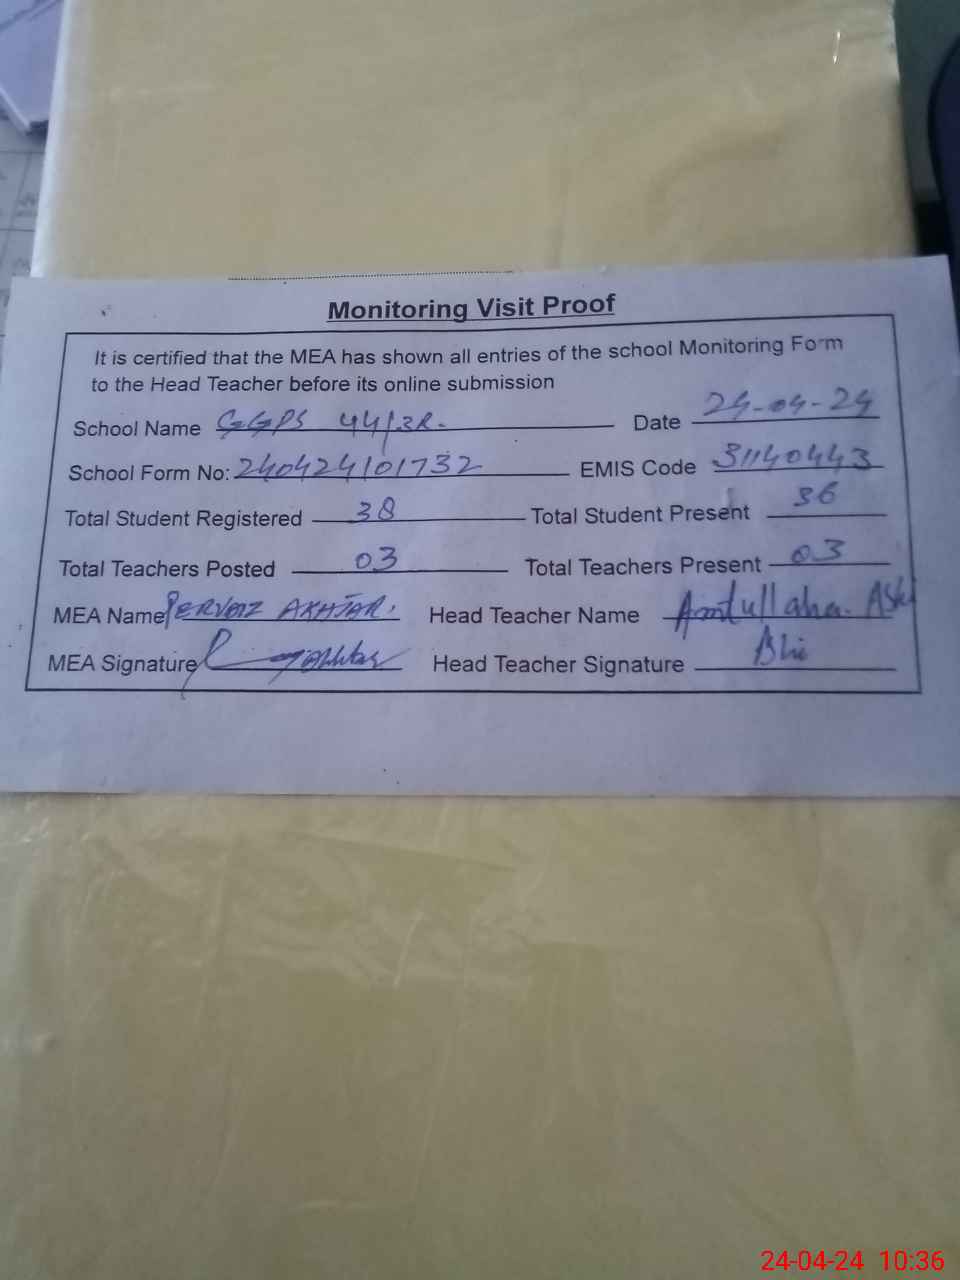 Monitoring Visit Proof
It is certified that the MEA has shown all entries of the school Monitoring Form
to the Head Teacher before its online submission
School Name GGPS 44/3R. Date 24-04-24
School Form No: 240424101732 EMIS Code 31140443
Total Student Registered 38 Total Student Present 36
Total Teachers Posted 03 Total Teachers Present 03
MEA Name PERVAIZ AKHTAR. Head Teacher Name
MEA Signature Head Teacher Signature
24-04-24 10:36